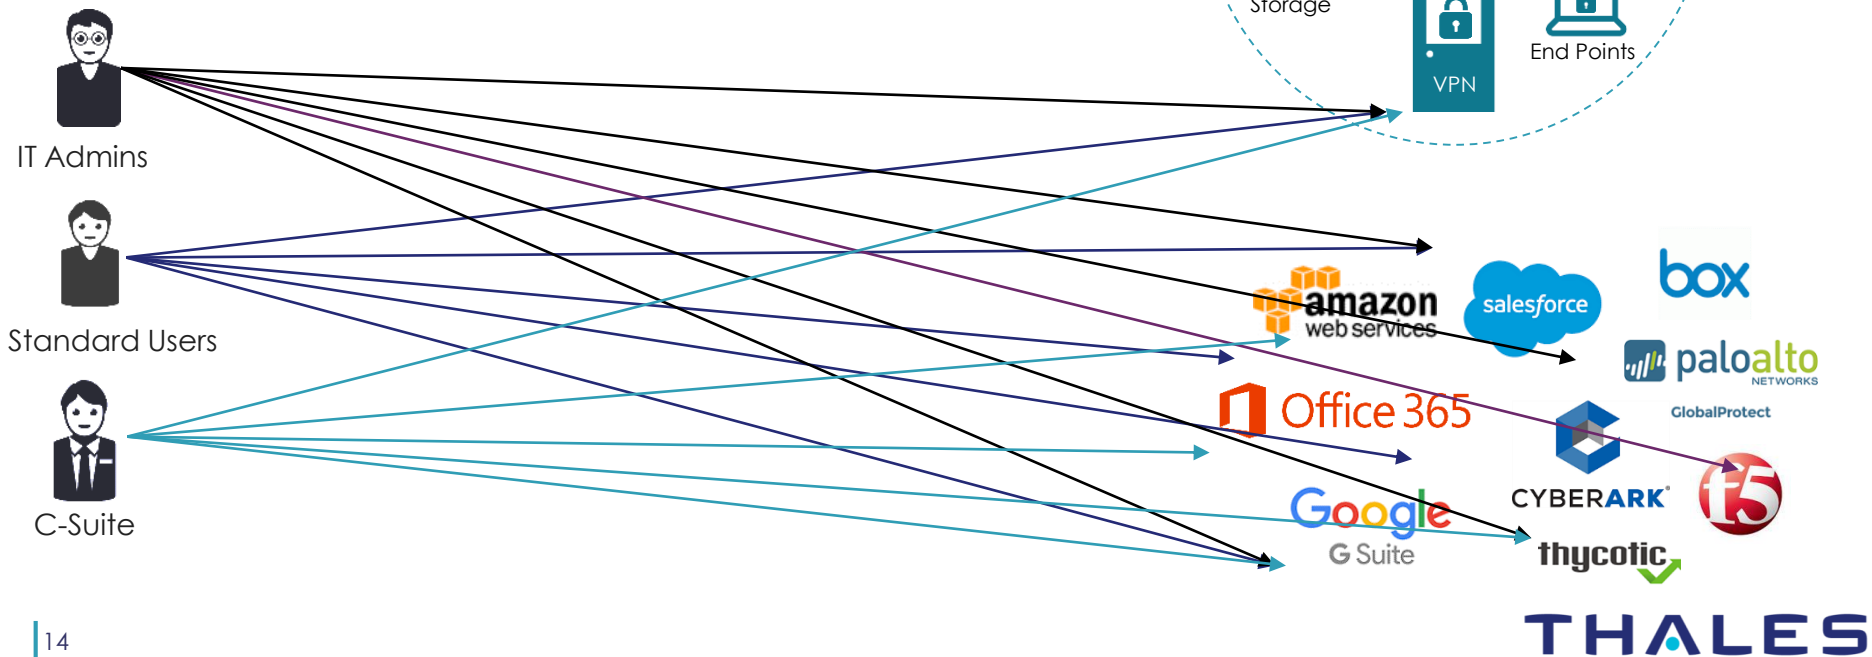 Storage
End Points
VPN
IT Admins
Standard Users
C-Suite
amazon
web services
salesforce
box
paloalto
NETWORKS
GlobalProtect
Office 365
CYBERARK®
f5
Google
G Suite
thycotic
14
THALES